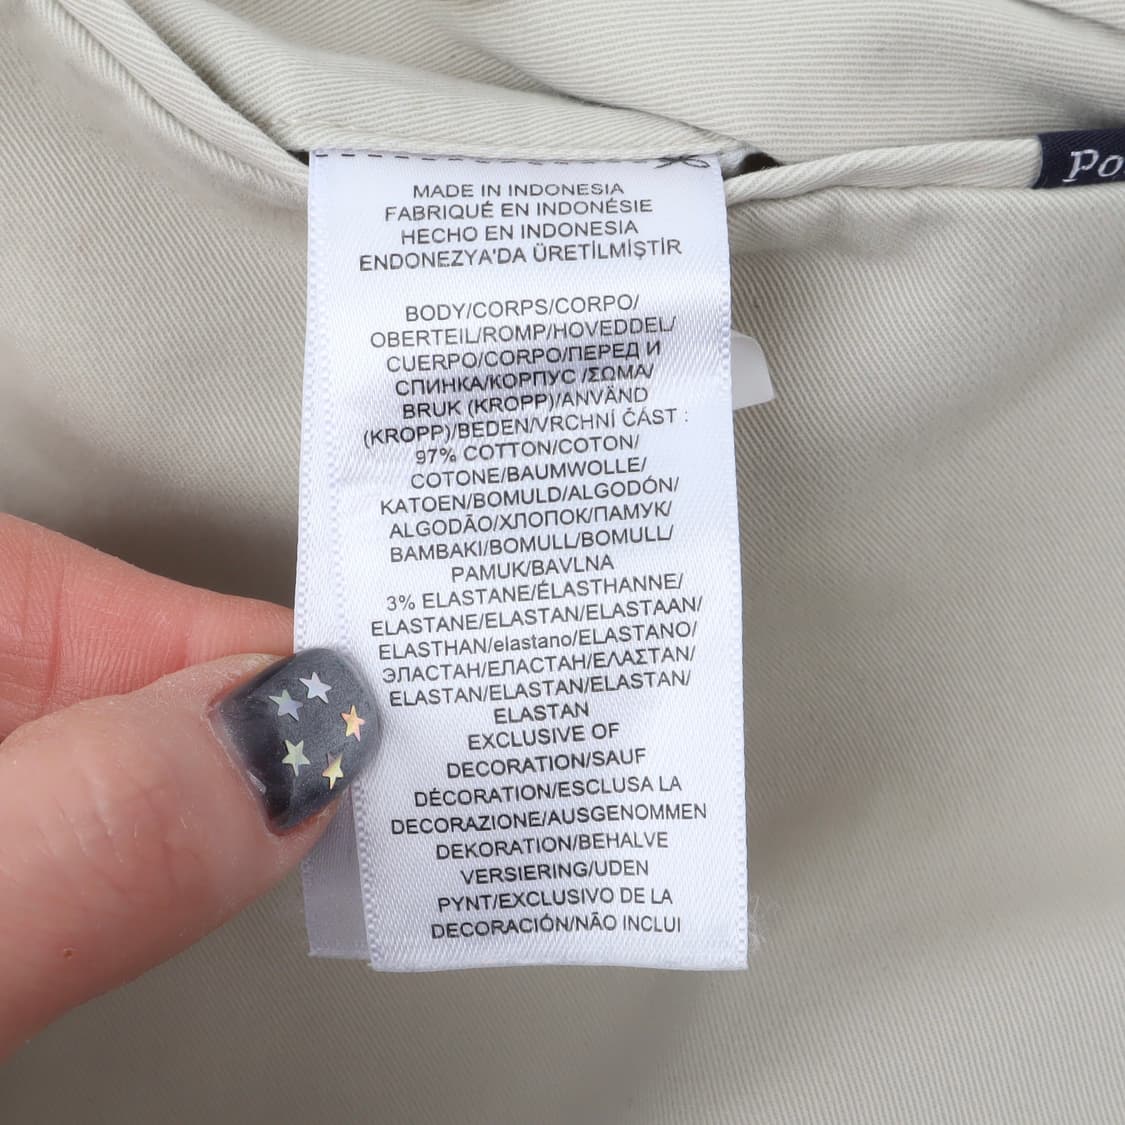 MADE IN INDONESIA
FABRIQUÉ EN INDONÉSIE
HECHO EN INDONESIA
ENDONEZYA'DA ÜRETİLMİŞTİR
BODY/CORPS/CORPO/
OBERTEIL/ROMP/HOVEDDEL/
CUERPO/CORPO/ПЕРЕД И
СПИНКА/КОРПУС /ΣΩΜΑ/
BRUK (KROPP)/ANVÄND
(KROPP)/BEDEN/VRCHNÍ ČÁST :
97% COTTON/COTON/
COTONE/BAUMWOLLE/
KATOEN/BOMULD/ALGODÓN/
ALGODÃO/ХЛОПОК/ПАМУК/
BAMBAKI/BOMULL/BOMULL/
PAMUK/BAVLNA
3% ELASTANE/ÉLASTHANNE/
ELASTANE/ELASTAN/ELASTAAN/
ELASTHAN/elastano/ELASTANO/
ЭЛАСТАН/ЕЛАСТАН/ΕΛΑΣΤΑΝ/
ELASTAN/ELASTAN/ELASTAN/
ELASTAN
EXCLUSIVE OF
DECORATION/SAUF
DÉCORATION/ESCLUSA LA
DECORAZIONE/AUSGENOMMEN
DEKORATION/BEHALVE
VERSIERING/UDEN
PYNT/EXCLUSIVO DE LA
DECORACIÓN/NÃO INCLUI